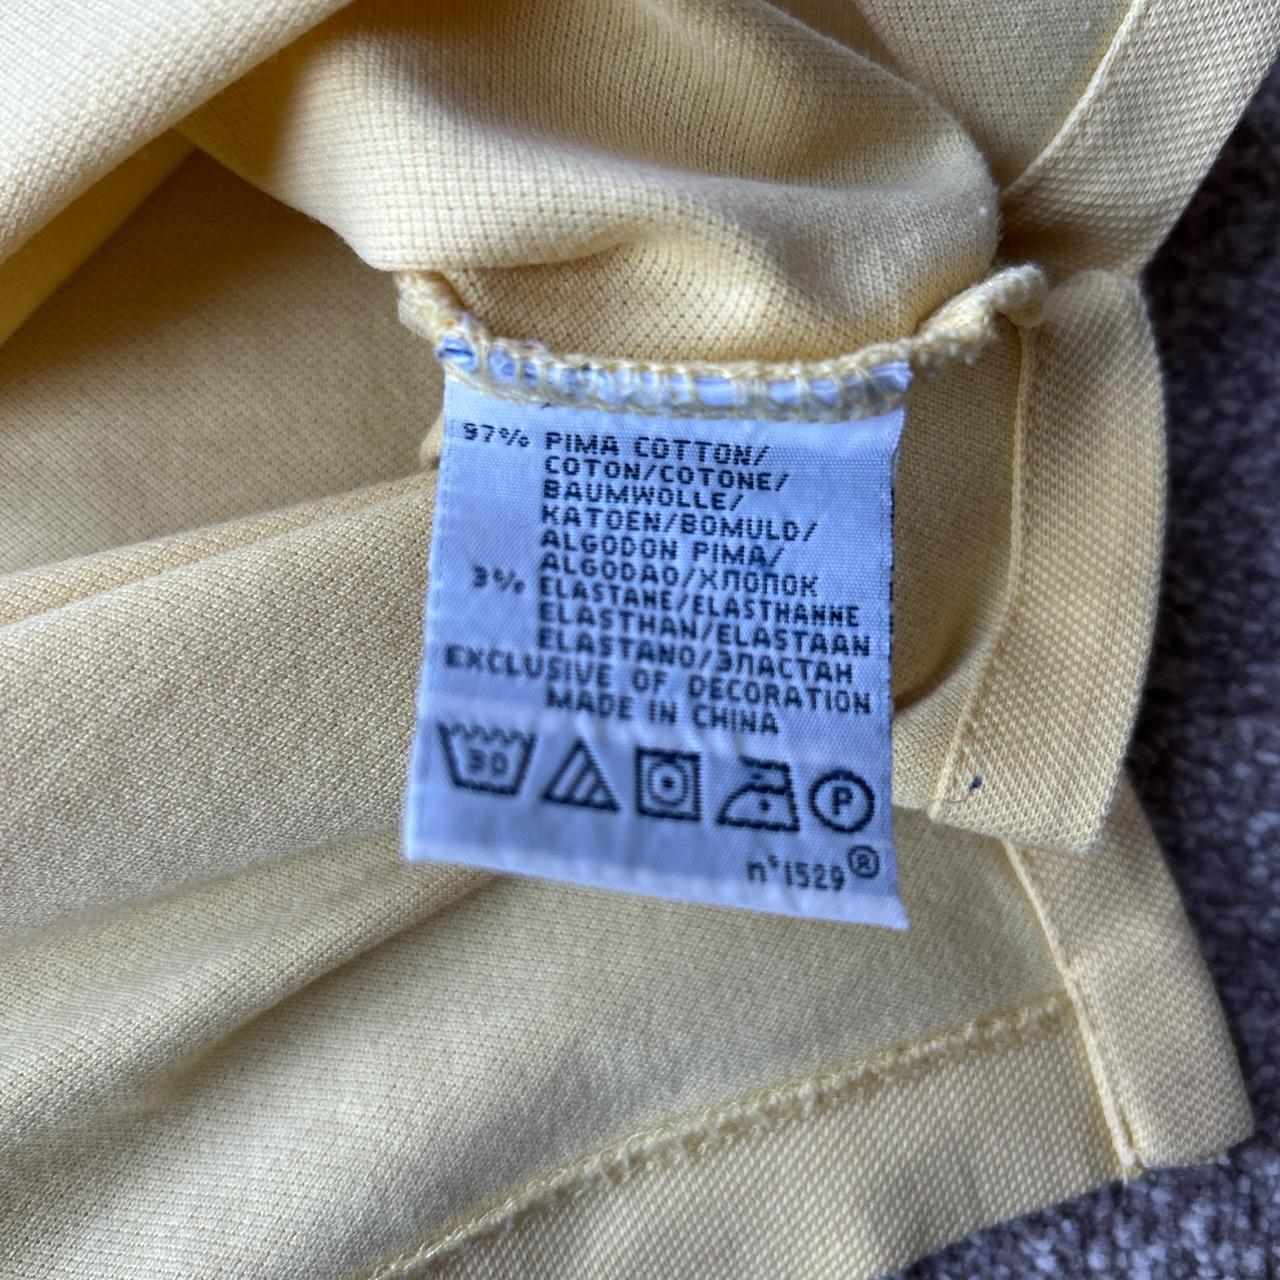 97% PIMA COTTON/
COTON/COTONE/
BAUMWOLLE/
KATOEN/BOMULD/
ALGODON PIMA/
ALGODAO/ХЛОПОК
3% ELASTANE/ELASTHANNE
ELASTHAN/ELASTAAN
ELASTANO/ЭЛАСТАН
EXCLUSIVE OF DECORATION
MADE IN CHINA
30 P
n°1529®